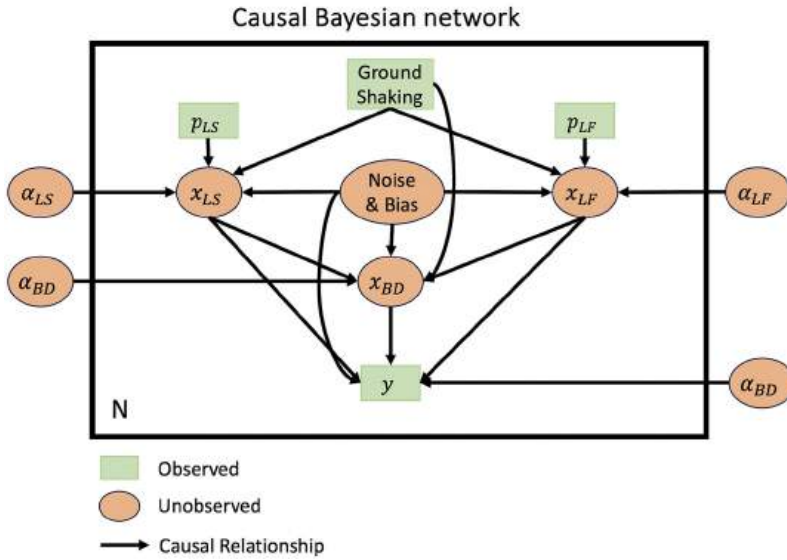 Causal Bayesian network
Ground
Shaking
p_LS
p_LF
α_LS
x_LS
Noise
& Bias
x_LF
α_LF
α_BD
x_BD
y
α_BD
N
Observed
Unobserved
Causal Relationship